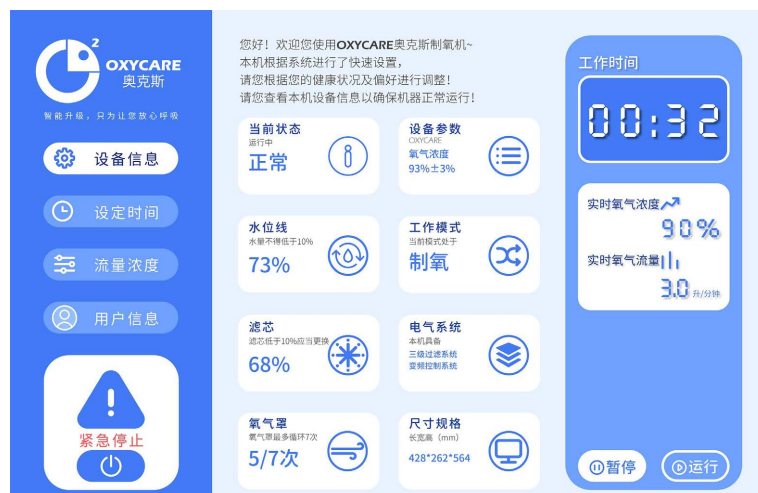 2
OXYCARE
奥克斯
智能升级，只为让您放心呼吸
设备信息
设定时间
流量浓度
用户信息
紧急停止
您好！欢迎您使用OXYCARE奥克斯制氧机~
本机根据系统进行了快速设置，
请您根据您的健康状况及偏好进行调整！
请您查看本机设备信息以确保机器正常运行！
当前状态
运行中
正常
设备参数
OXYCARE
氧气浓度
93%±3%
水位线
水量不得低于10%
73%
工作模式
当前模式处于
制氧
滤芯
滤芯低于10%应当更换
68%
电气系统
本机具备
三级过滤系统
变频控制系统
氧气罩
氧气罩最多循环7次
5/7次
尺寸规格
长宽高（mm）
428*262*564
工作时间
00:32
实时氧气浓度
90%
实时氧气流量
3.0 升/分钟
暂停
运行